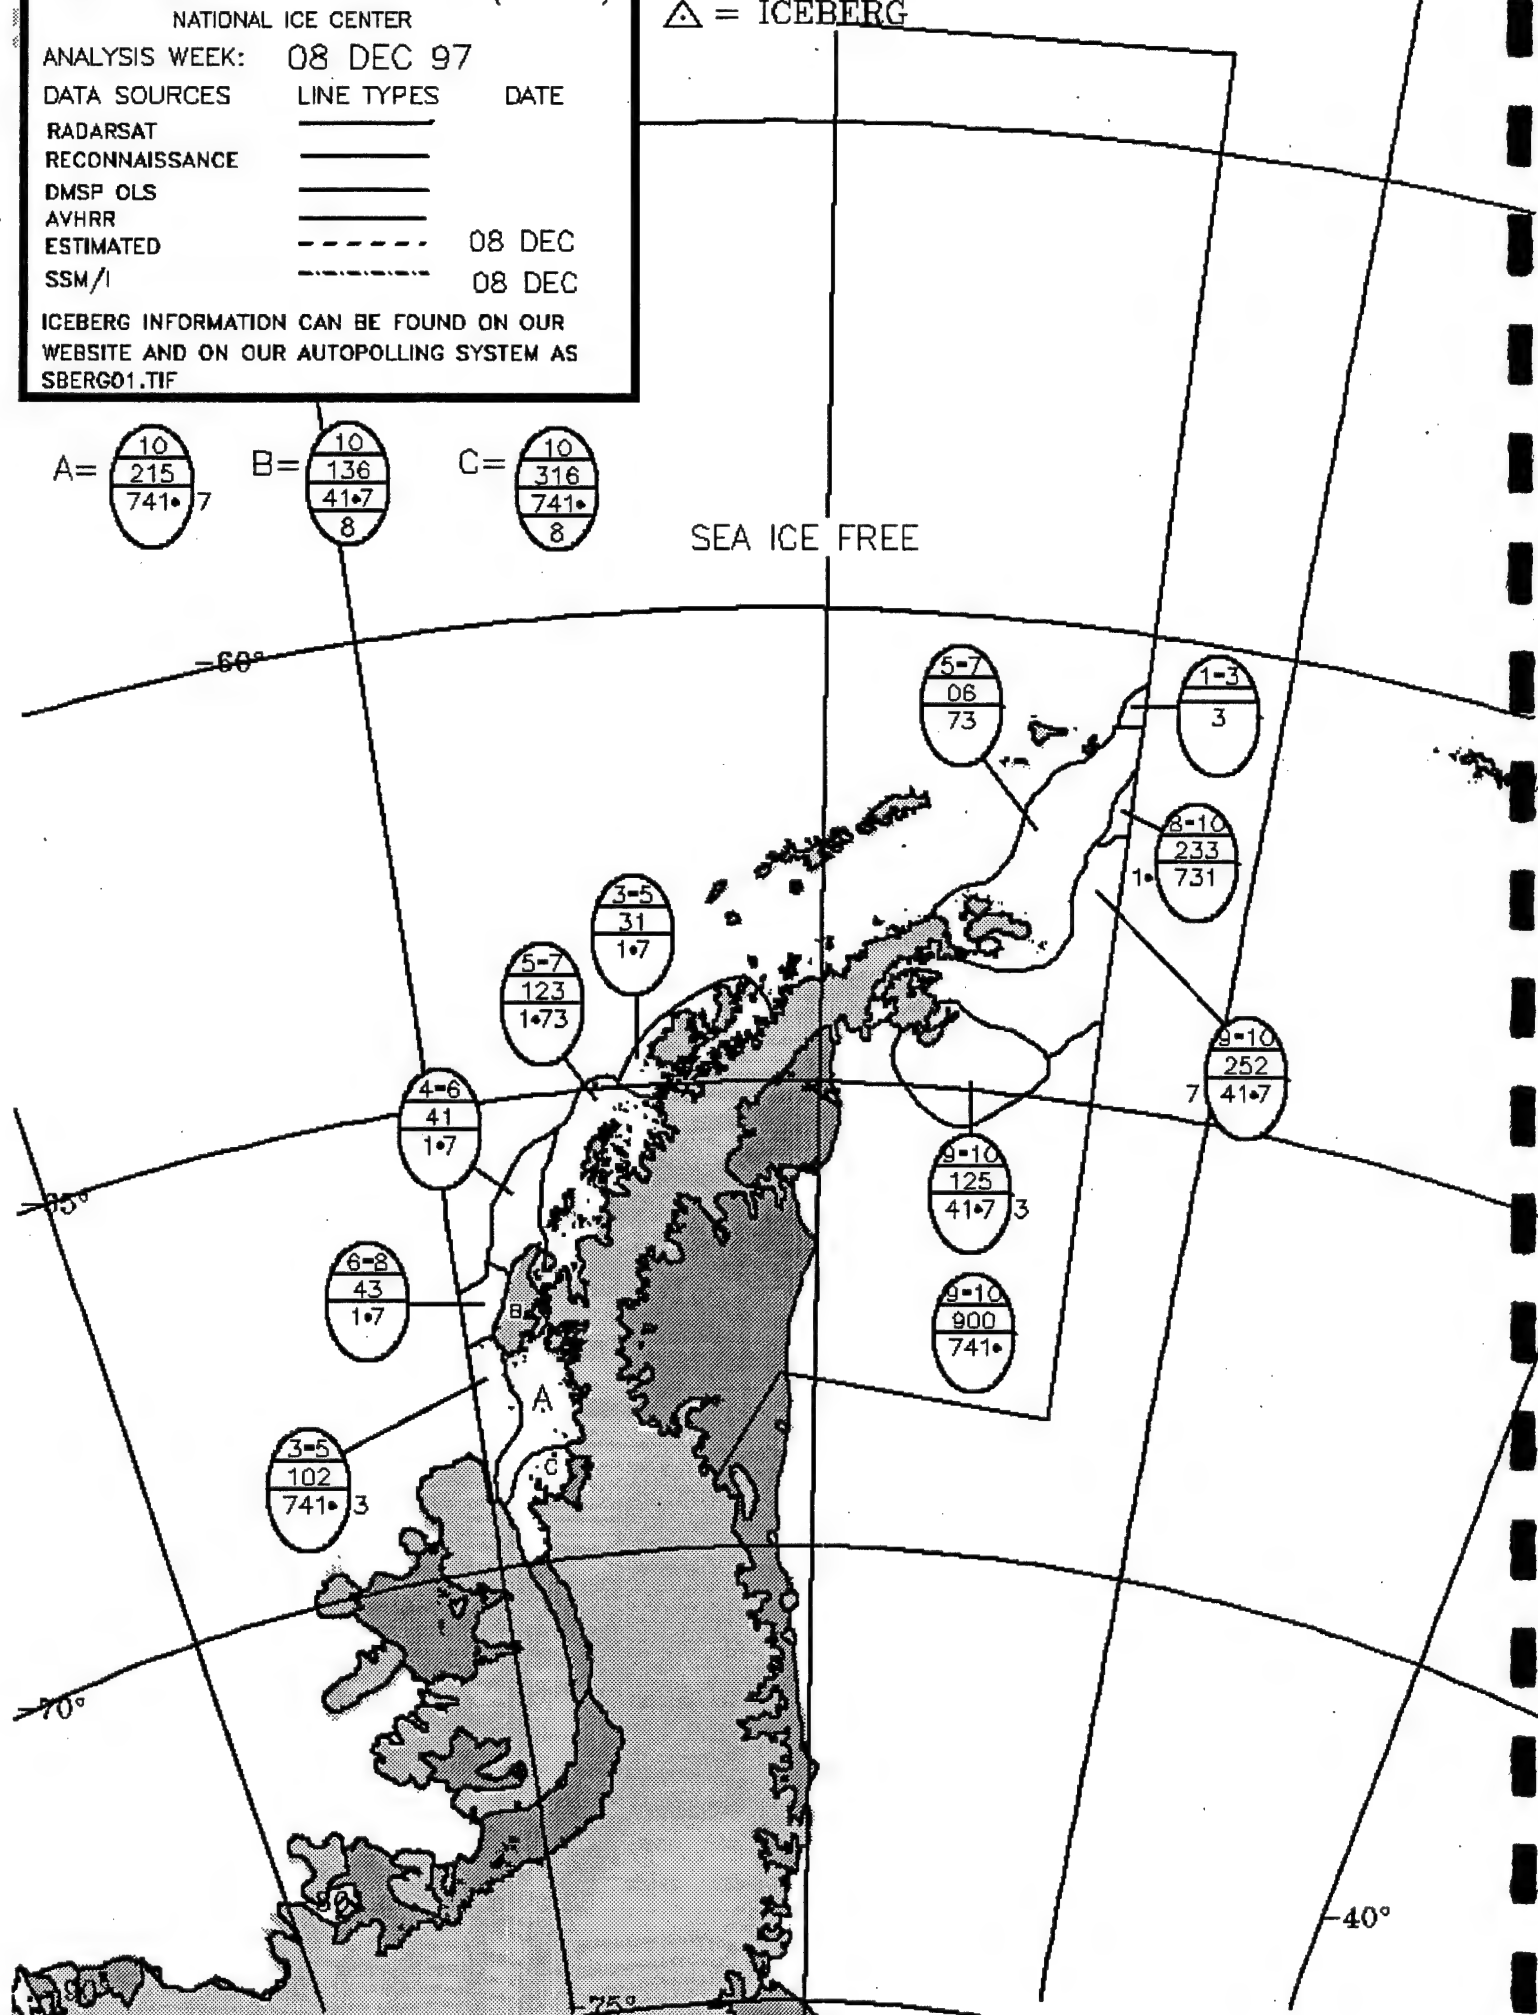 NATIONAL ICE CENTER
△ = ICEBERG
ANALYSIS WEEK: 08 DEC 97
DATA SOURCES LINE TYPES DATE
RADARSAT
RECONNAISSANCE
DMSP OLS
AVHRR
ESTIMATED 08 DEC
SSM/I 08 DEC
ICEBERG INFORMATION CAN BE FOUND ON OUR
WEBSITE AND ON OUR AUTOPOLLING SYSTEM AS
SBERG01.TIF
A=
10
215
741• 7
B=
10
136
41•7
8
C=
10
316
741•
8
SEA ICE FREE
-60°
5-7
06
73
1-3
3
8-10
233
1• 731
3-5
31
1•7
5-7
123
1•73
9-10
252
7 41•7
4-6
41
1•7
9-10
125
41•7 3
-65°
6-8
43
1•7
B
9-10
900
741•
A
3-5
102
741• 3
C
-70°
-40°
-75°